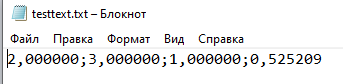 testtext.txt – Блокнот
Файл Правка Формат Вид Справка
2,000000;3,000000;1,000000;0,525209